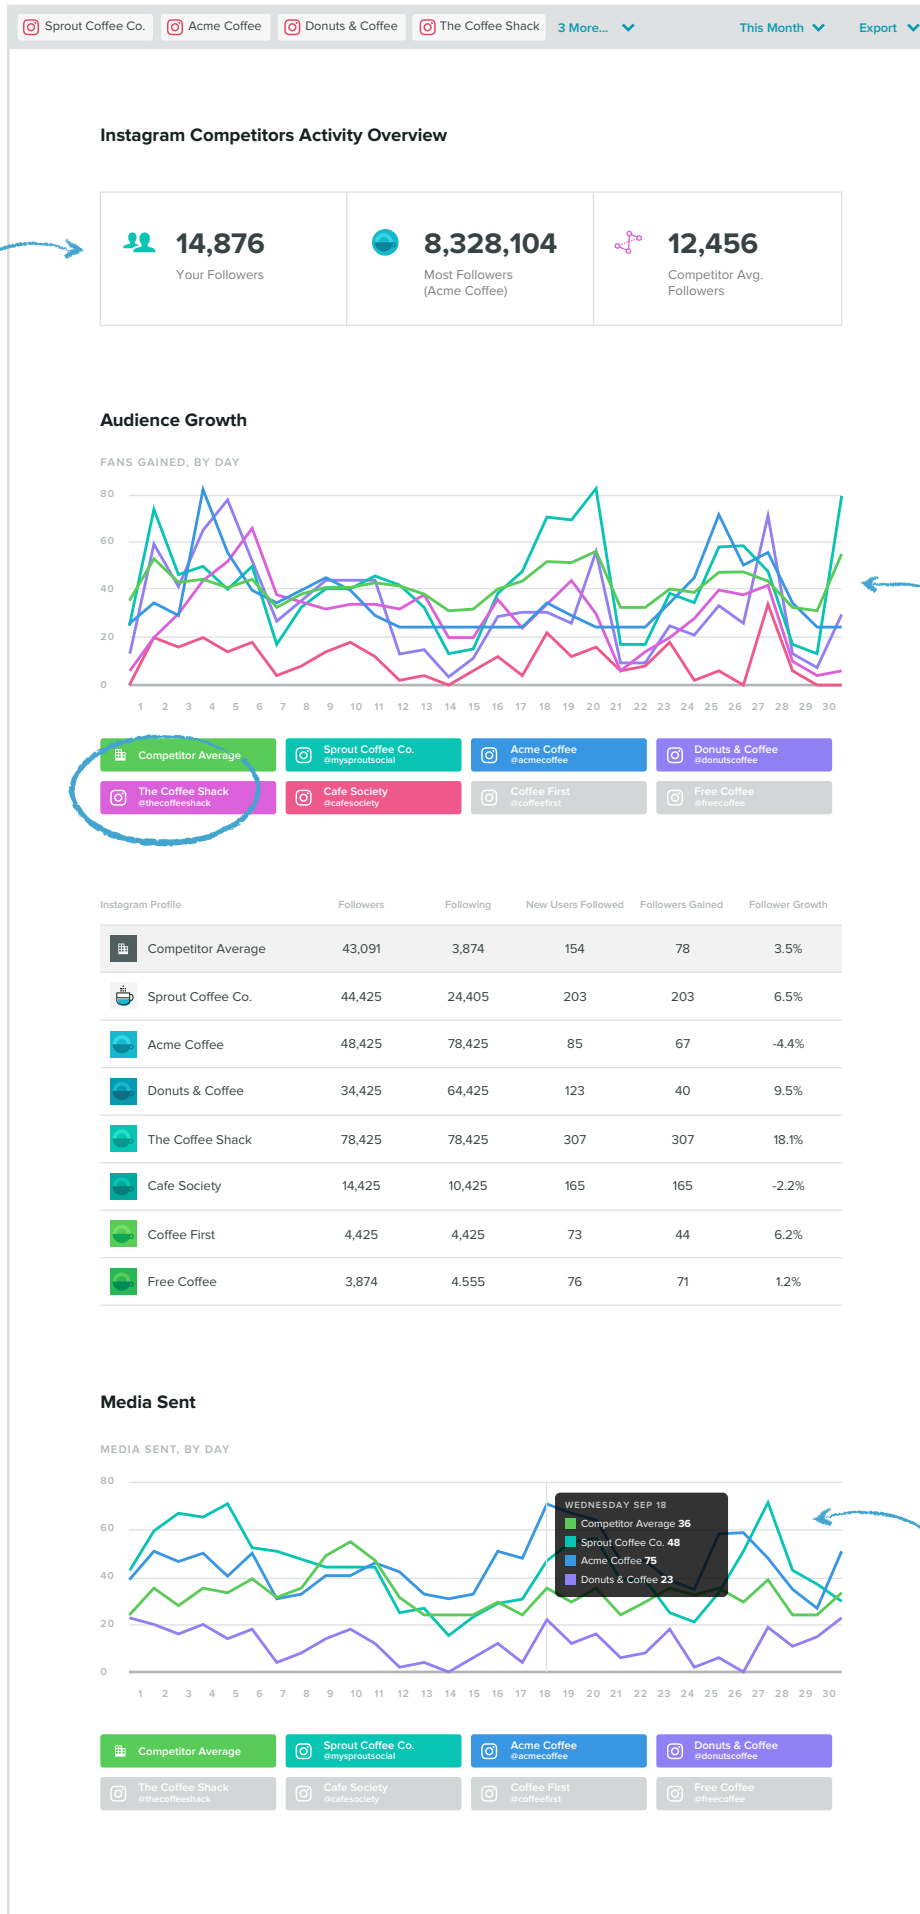 Sprout Coffee Co. Acme Coffee Donuts & Coffee The Coffee Shack 3 More... This Month Export
Instagram Competitors Activity Overview
14,876 8,328,104 12,456
Your Followers Most Followers Competitor Avg.
(Acme Coffee) Followers
Audience Growth
FANS GAINED, BY DAY
80
60
40
20
0
1 2 3 4 5 6 7 8 9 10 11 12 13 14 15 16 17 18 19 20 21 22 23 24 25 26 27 28 29 30
Competitor Average Sprout Coffee Co. Acme Coffee Donuts & Coffee
@mysproutsocial @acmecoffee @donutscoffee
The Coffee Shack Cafe Society Coffee First Free Coffee
@thecoffeeshack @cafesociety @coffeefirst @freecoffee
Instagram Profile Followers Following New Users Followed Followers Gained Follower Growth
Competitor Average 43,091 3,874 154 78 3.5%
Sprout Coffee Co. 44,425 24,405 203 203 6.5%
Acme Coffee 48,425 78,425 85 67 -4.4%
Donuts & Coffee 34,425 64,425 123 40 9.5%
The Coffee Shack 78,425 78,425 307 307 18.1%
Cafe Society 14,425 10,425 165 165 -2.2%
Coffee First 4,425 4,425 73 44 6.2%
Free Coffee 3,874 4.555 76 71 1.2%
Media Sent
MEDIA SENT, BY DAY
80
60
40
20
0
WEDNESDAY SEP 18
Competitor Average 36
Sprout Coffee Co. 48
Acme Coffee 75
Donuts & Coffee 23
1 2 3 4 5 6 7 8 9 10 11 12 13 14 15 16 17 18 19 20 21 22 23 24 25 26 27 28 29 30
Competitor Average Sprout Coffee Co. Acme Coffee Donuts & Coffee
@mysproutsocial @acmecoffee @donutscoffee
The Coffee Shack Cafe Society Coffee First Free Coffee
@thecoffeeshack @cafesociety @coffeefirst @freecoffee